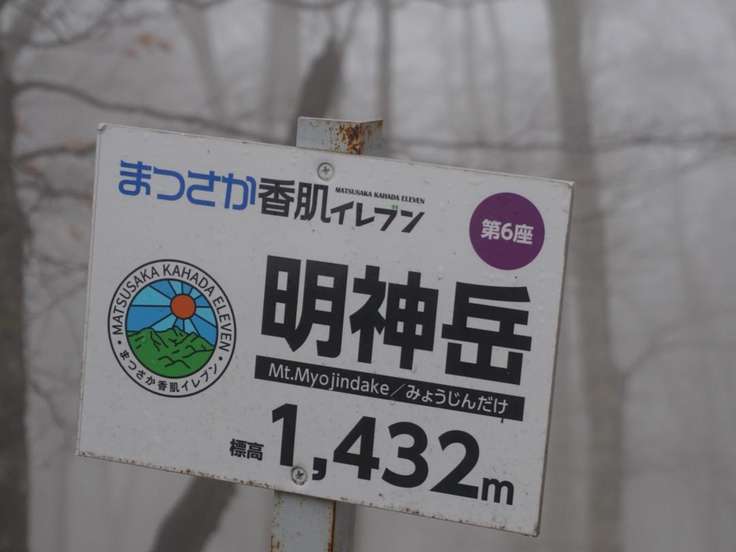 まつさか香肌イレブン
MATSUSAKA KAHADA ELEVEN
第6座
MATSUSAKA KAHADA ELEVEN
まつさか香肌イレブン
明神岳
Mt.Myojindake／みょうじんだけ
標高1,432m